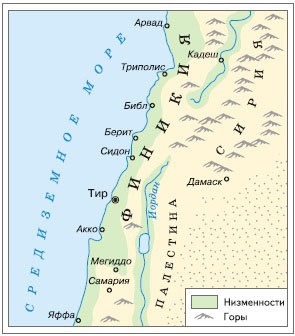 Арвад
Кадеш
Триполис
СРЕДИЗЕМНОЕ МОРЕ
ФИНИКИЯ
СИРИЯ
Библ
Берит
Сидон
Дамаск
Тир
Иордан
Акко
ПАЛЕСТИНА
Мегиддо
Самария
Яффа
Низменности
Горы